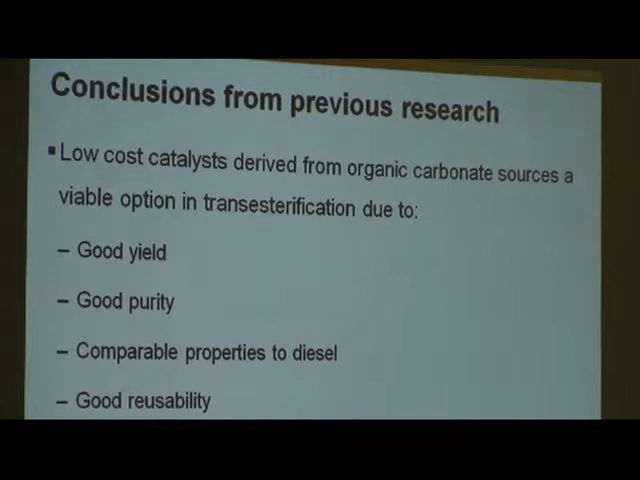 Conclusions from previous research
▪Low cost catalysts derived from organic carbonate sources a
viable option in transesterification due to:
– Good yield
– Good purity
– Comparable properties to diesel
– Good reusability